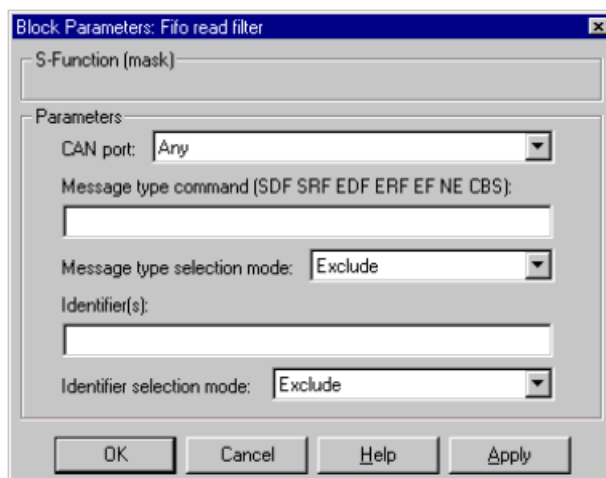 Block Parameters: Fifo read filter
S-Function (mask)
Parameters
CAN port: Any
Message type command (SDF SRF EDF ERF EF NE CBS):
Message type selection mode: Exclude
Identifier(s):
Identifier selection mode: Exclude
OK Cancel Help Apply